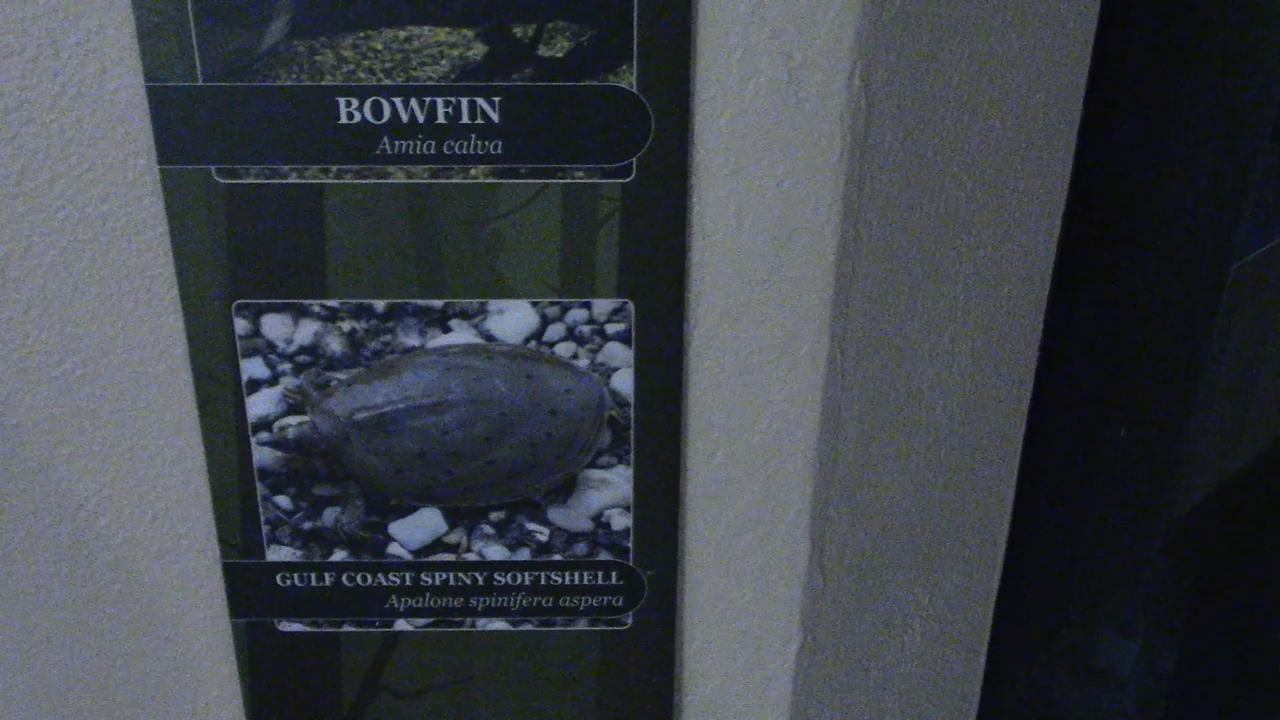 BOWFIN
Amia calva
GULF COAST SPINY SOFTSHELL
Apalone spinifera aspera